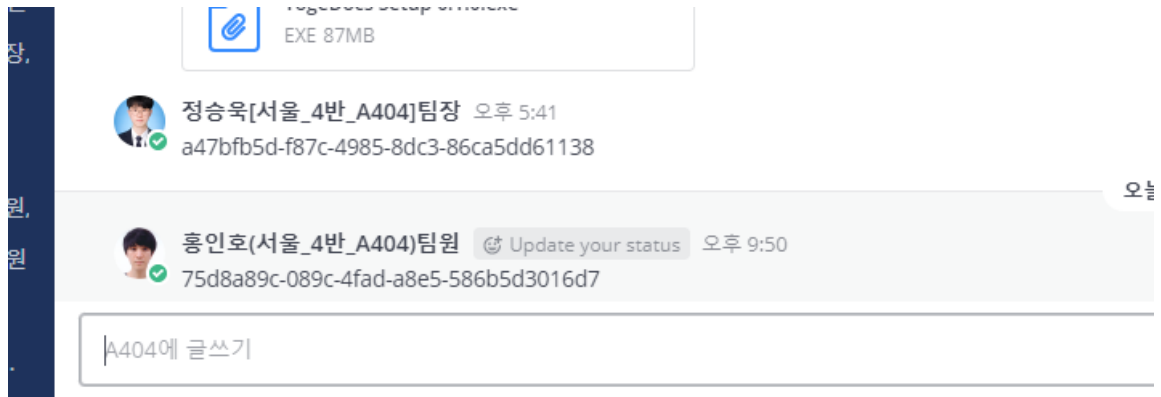 장,
원,
원
EXE 87MB
정승욱[서울_4반_A404]팀장 오후 5:41
a47bfb5d-f87c-4985-8dc3-86ca5dd61138
홍인호(서울_4반_A404)팀원 Update your status 오후 9:50
75d8a89c-089c-4fad-a8e5-586b5d3016d7
A404에 글쓰기